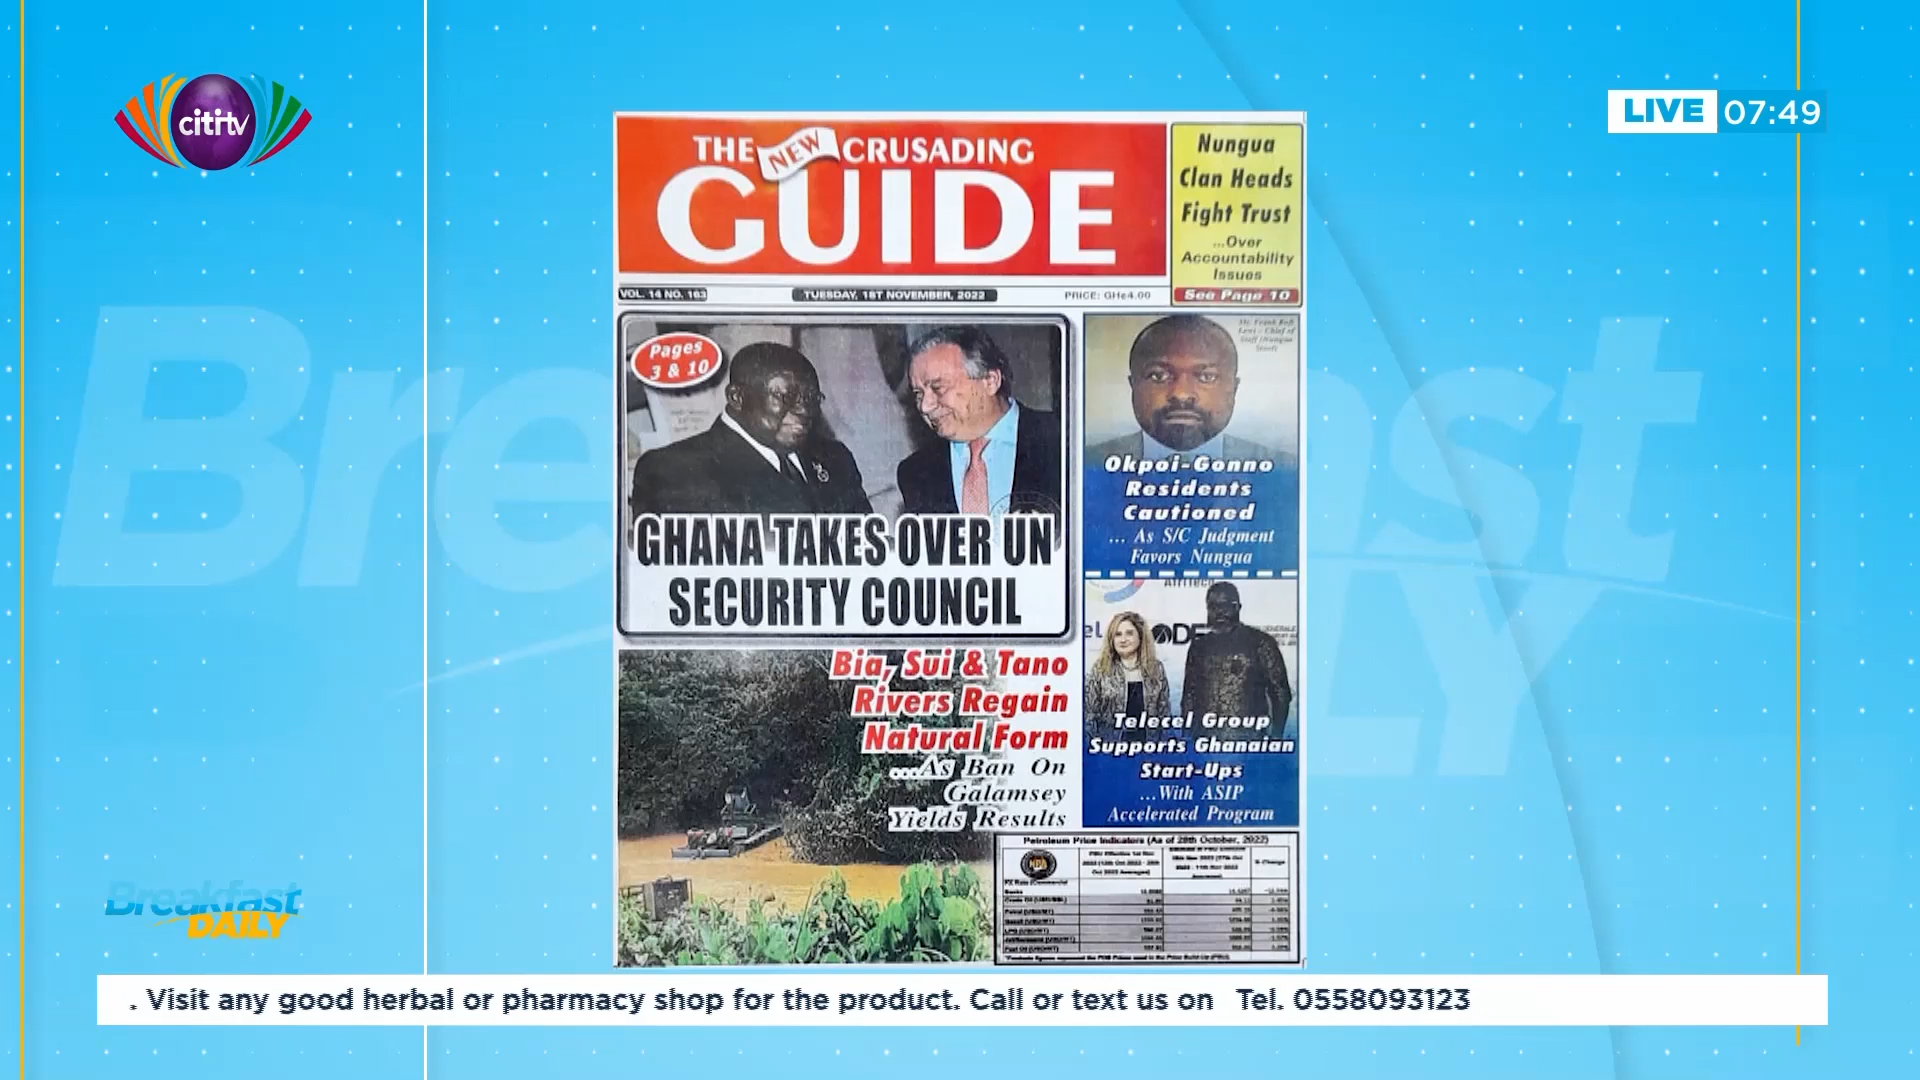 cititv
LIVE 07:49
THE NEW CRUSADING
GUIDE
Nungua
Clan Heads
Fight Trust
...Over
Accountability
Issues
See Page 10
VOL. 14 NO. 163
TUESDAY, 1ST NOVEMBER, 2022
PRICE: GH¢4.00
Pages
3 & 10
GHANA TAKES OVER UN
SECURITY COUNCIL
Okpoi-Gonno
Residents
Cautioned
... As S/C Judgment
Favors Nungua
Bia, Sui & Tano
Rivers Regain
Natural Form
...As Ban On
Galamsey
Yields Results
Telecel Group
Supports Ghanaian
Start-Ups
...With ASIP
Accelerated Program
Petroleum Price Indicators (As of 28th October, 2022)
Breakfast
DAILY
. Visit any good herbal or pharmacy shop for the product. Call or text us on Tel. 0558093123